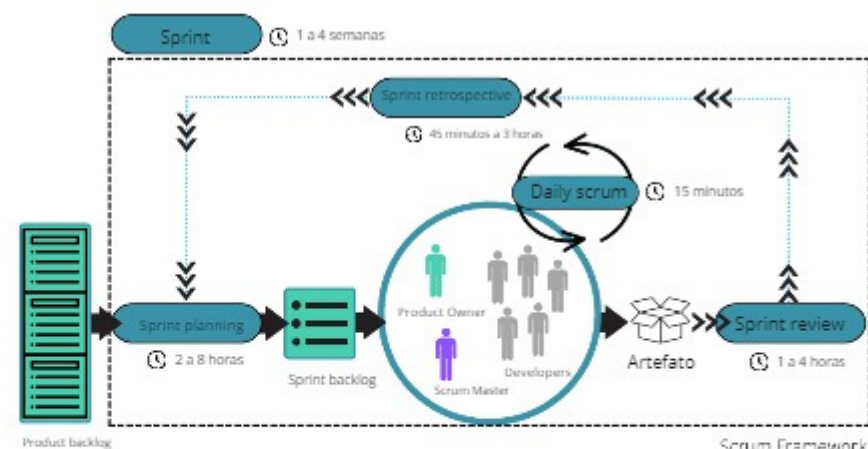 Sprint
1 a 4 semanas
Sprint retrospective
45 minutos a 3 horas
Daily scrum
15 minutos
Product Owner
Sprint planning
Sprint review
2 a 8 horas
Sprint backlog
Scrum Master
Developers
Artefato
1 a 4 horas
Product backlog
Scrum Framework